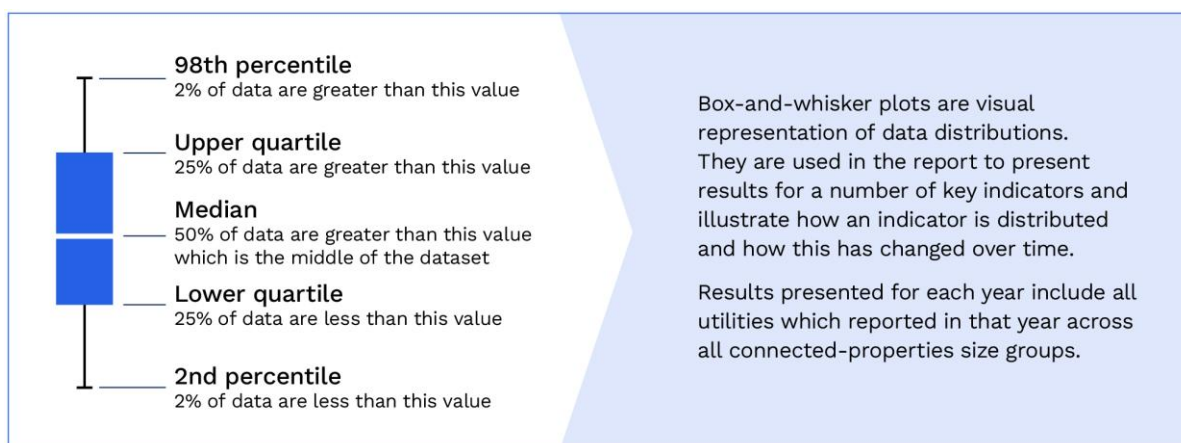 98th percentile
2% of data are greater than this value
Upper quartile
25% of data are greater than this value
Median
50% of data are greater than this value
which is the middle of the dataset
Lower quartile
25% of data are less than this value
2nd percentile
2% of data are less than this value
Box-and-whisker plots are visual
representation of data distributions.
They are used in the report to present
results for a number of key indicators and
illustrate how an indicator is distributed
and how this has changed over time.
Results presented for each year include all
utilities which reported in that year across
all connected-properties size groups.